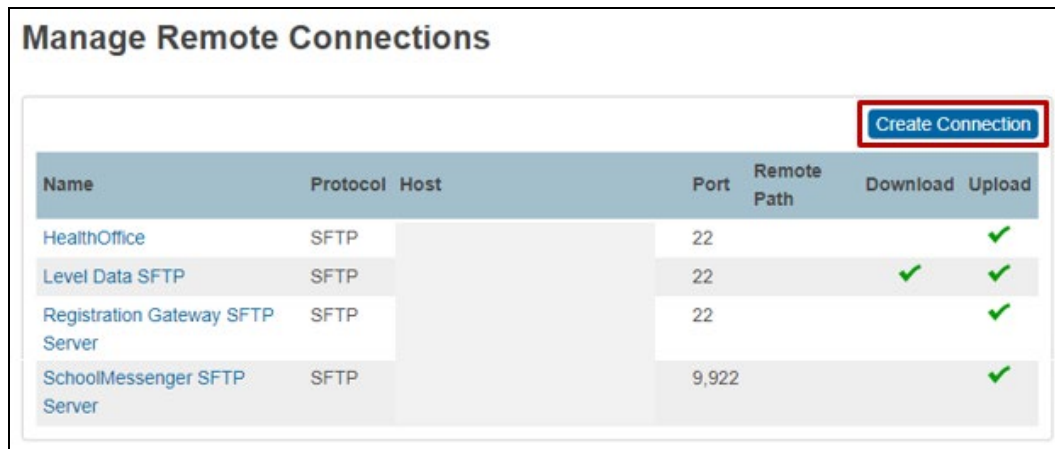 Manage Remote Connections
Create Connection
Name Protocol Host Port Remote Path Download Upload
HealthOffice SFTP 22
Level Data SFTP SFTP 22
Registration Gateway SFTP SFTP 22
Server
SchoolMessenger SFTP SFTP 9,922
Server